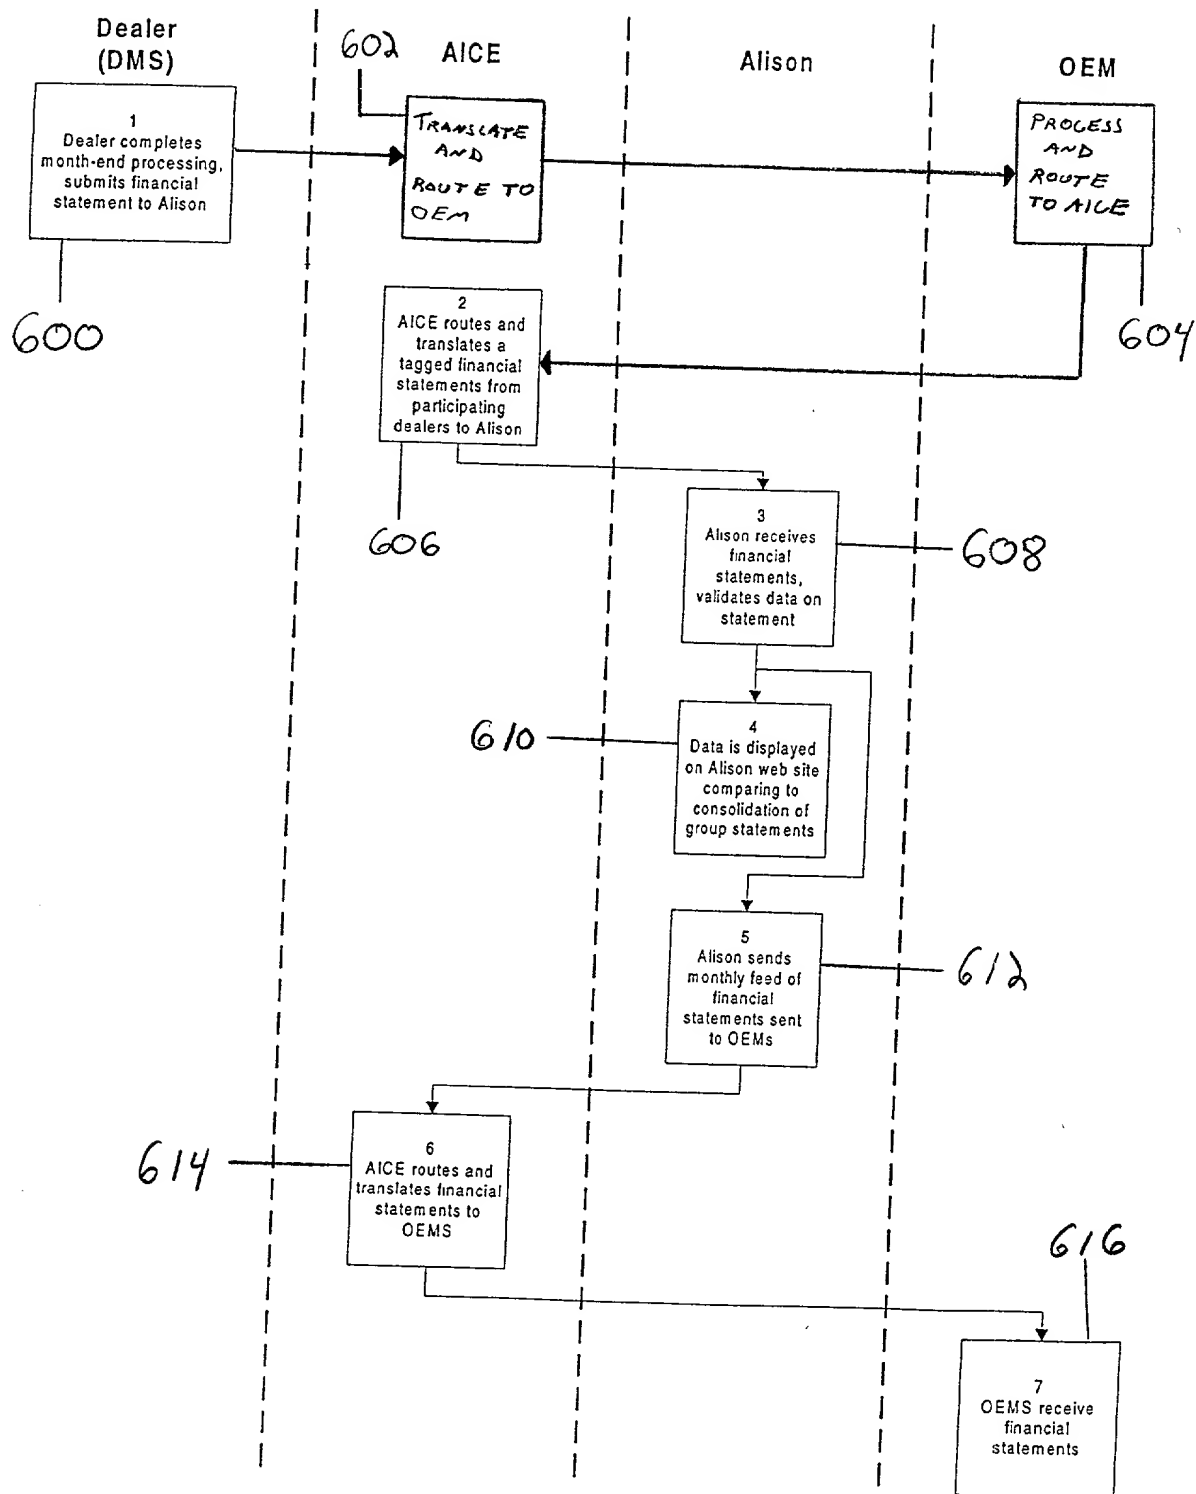 Dealer
(DMS)
AICE
Alison
OEM
602
1
Dealer completes
month-end processing,
submits financial
statement to Alison
TRANSLATE
AND
ROUTE TO
OEM
PROCESS
AND
ROUTE
TO AICE
600
604
2
AICE routes and
translates a
tagged financial
statements from
participating
dealers to Alison
606
3
Alison receives
financial
statements,
validates data on
statement
608
610
4
Data is displayed
on Alison web site
comparing to
consolidation of
group statements
5
Alison sends
monthly feed of
financial
statements sent
to OEMs
612
614
6
AICE routes and
translates financial
statements to
OEMS
616
7
OEMS receive
financial
statements